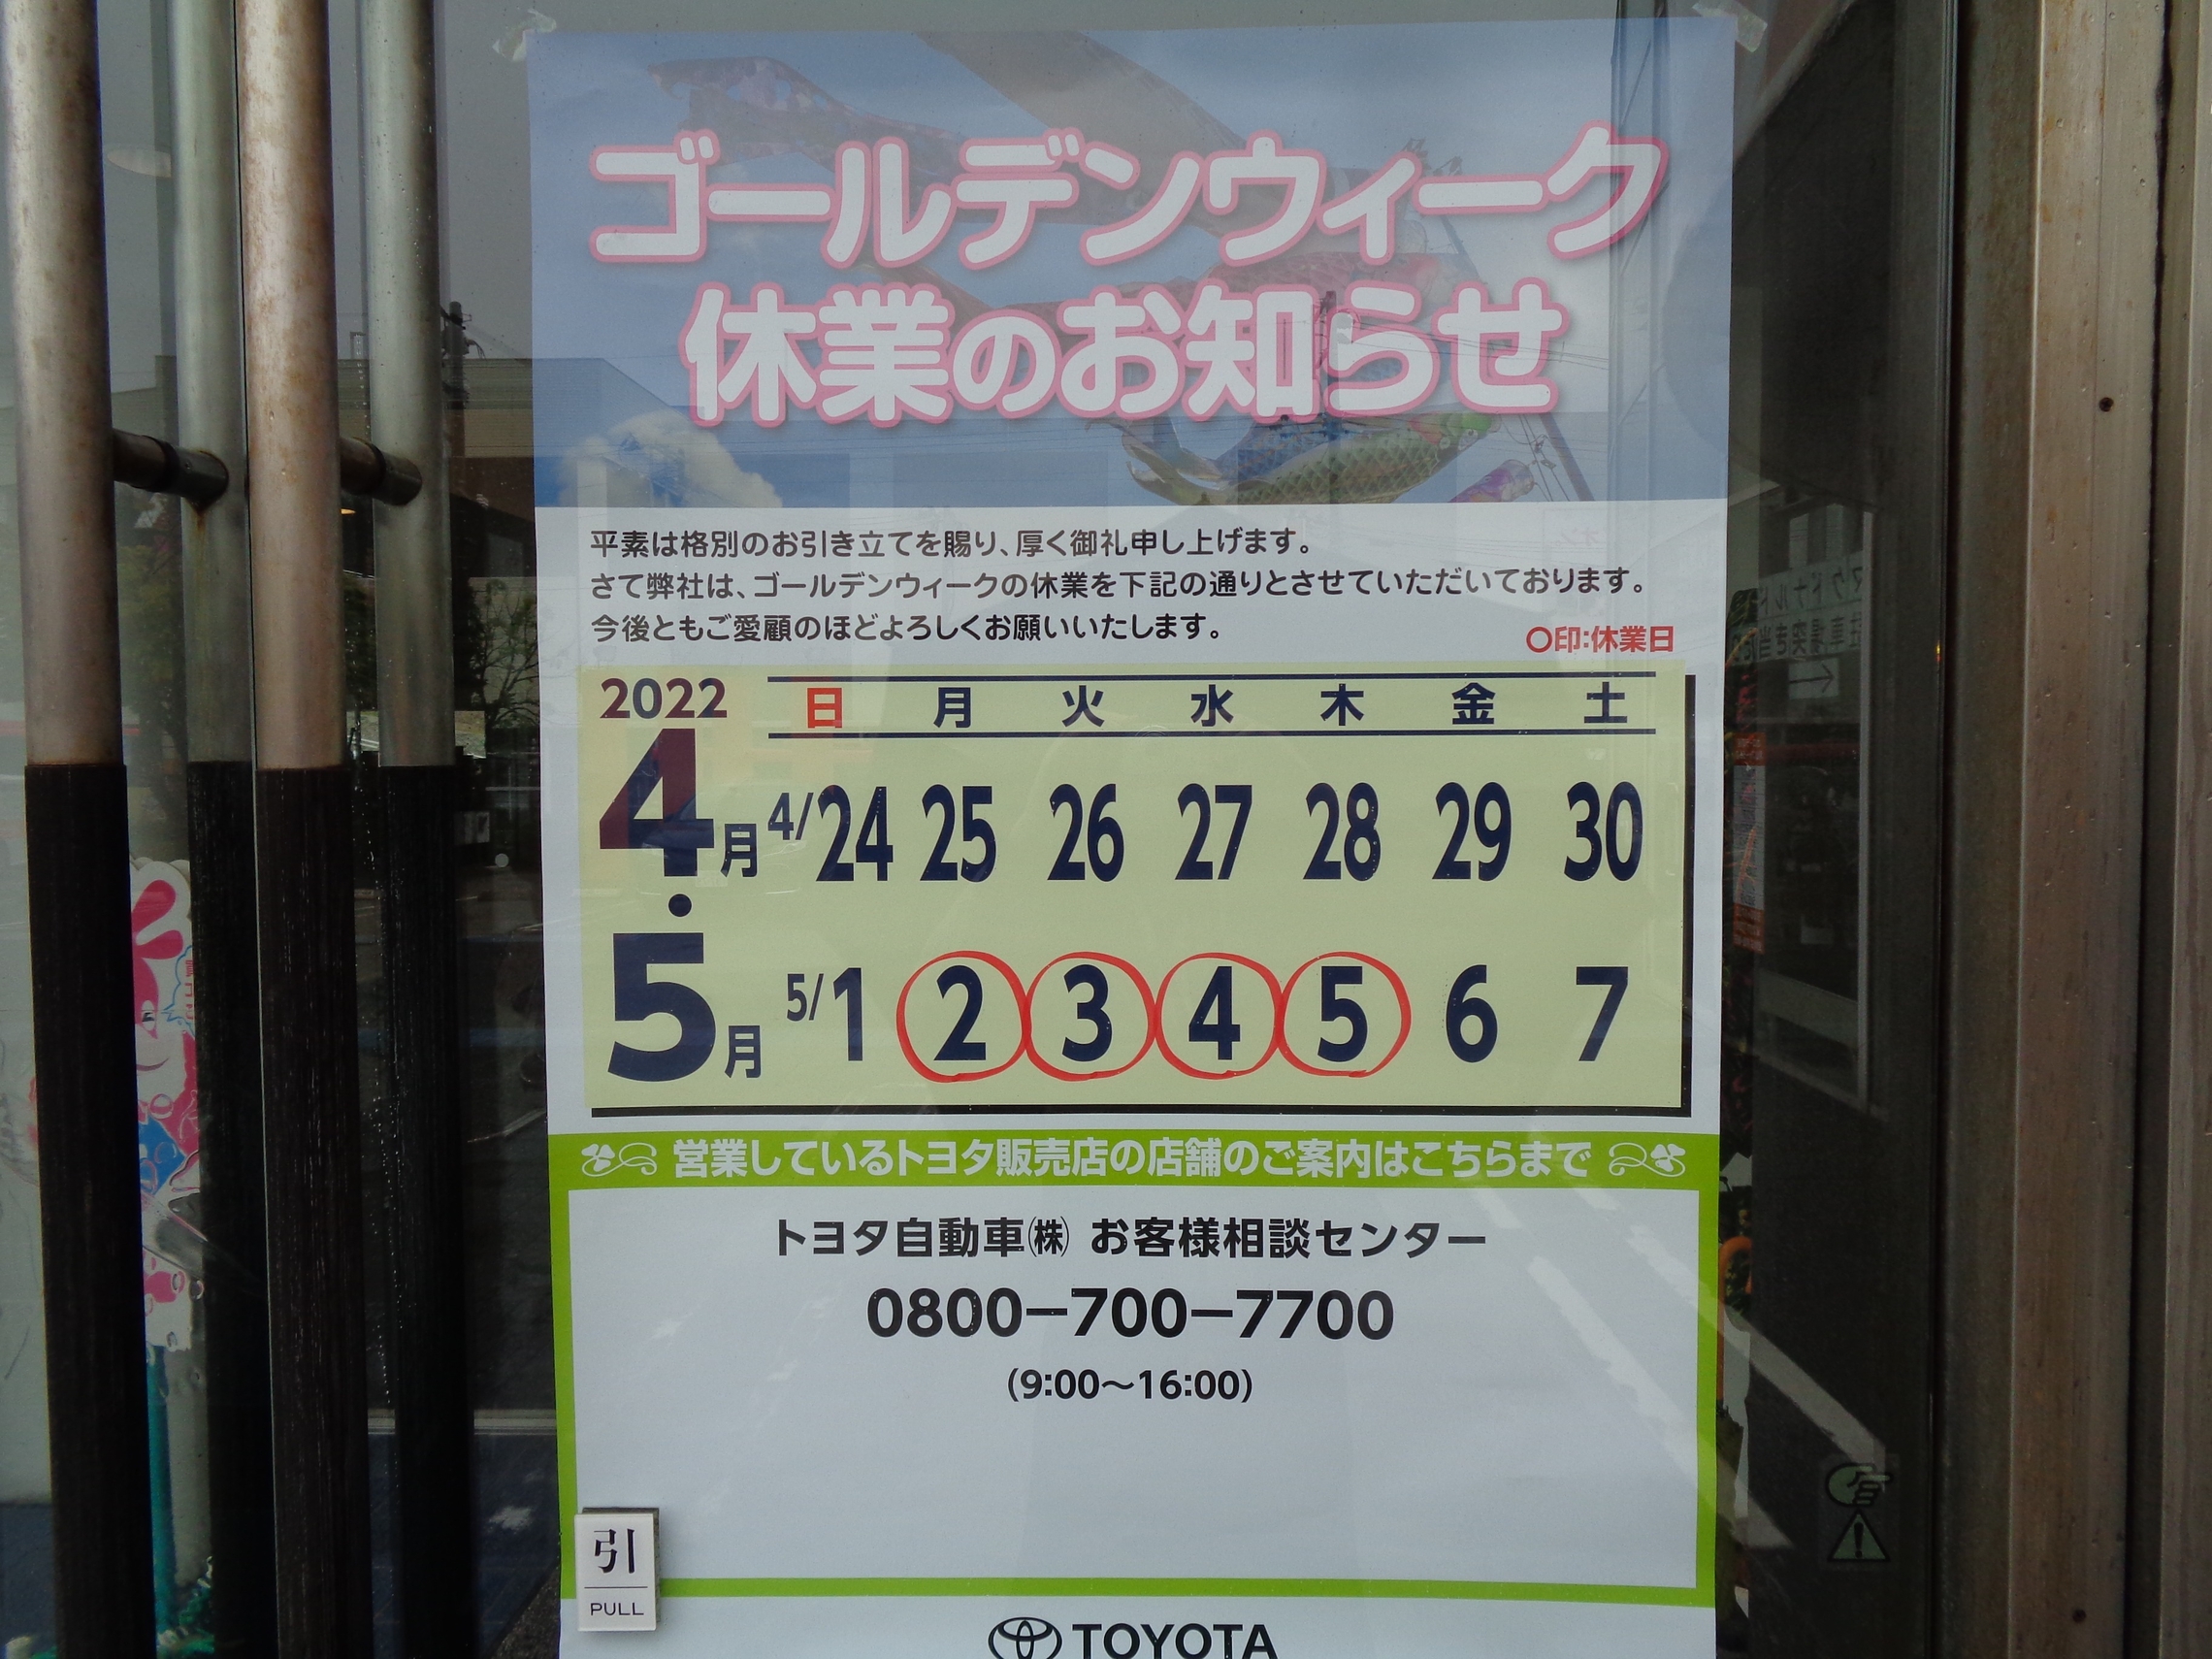 ゴールデンウィーク
休業のお知らせ
平素は格別のお引き立てを賜り、厚く御礼申し上げます。
さて弊社は、ゴールデンウィークの休業を下記の通りとさせていただいております。
今後ともご愛顧のほどよろしくお願いいたします。
〇印:休業日
2022 日 月 火 水 木 金 土
4月 4/24 25 26 27 28 29 30
・
5月 5/1 2 3 4 5 6 7
営業しているトヨタ販売店の店舗のご案内はこちらまで
トヨタ自動車㈱ お客様相談センター
0800-700-7700
(9:00〜16:00)
引
PULL
TOYOTA